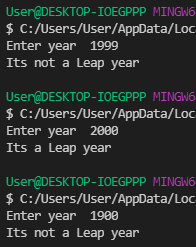 User@DESKTOP-IOEGPPP MINGW6
$ C:/Users/User/AppData/Loc
Enter year  1999
Its not a Leap year
User@DESKTOP-IOEGPPP MINGW6
$ C:/Users/User/AppData/Loc
Enter year  2000
Its a Leap year
User@DESKTOP-IOEGPPP MINGW6
$ C:/Users/User/AppData/Loc
Enter year  1900
Its not a Leap year